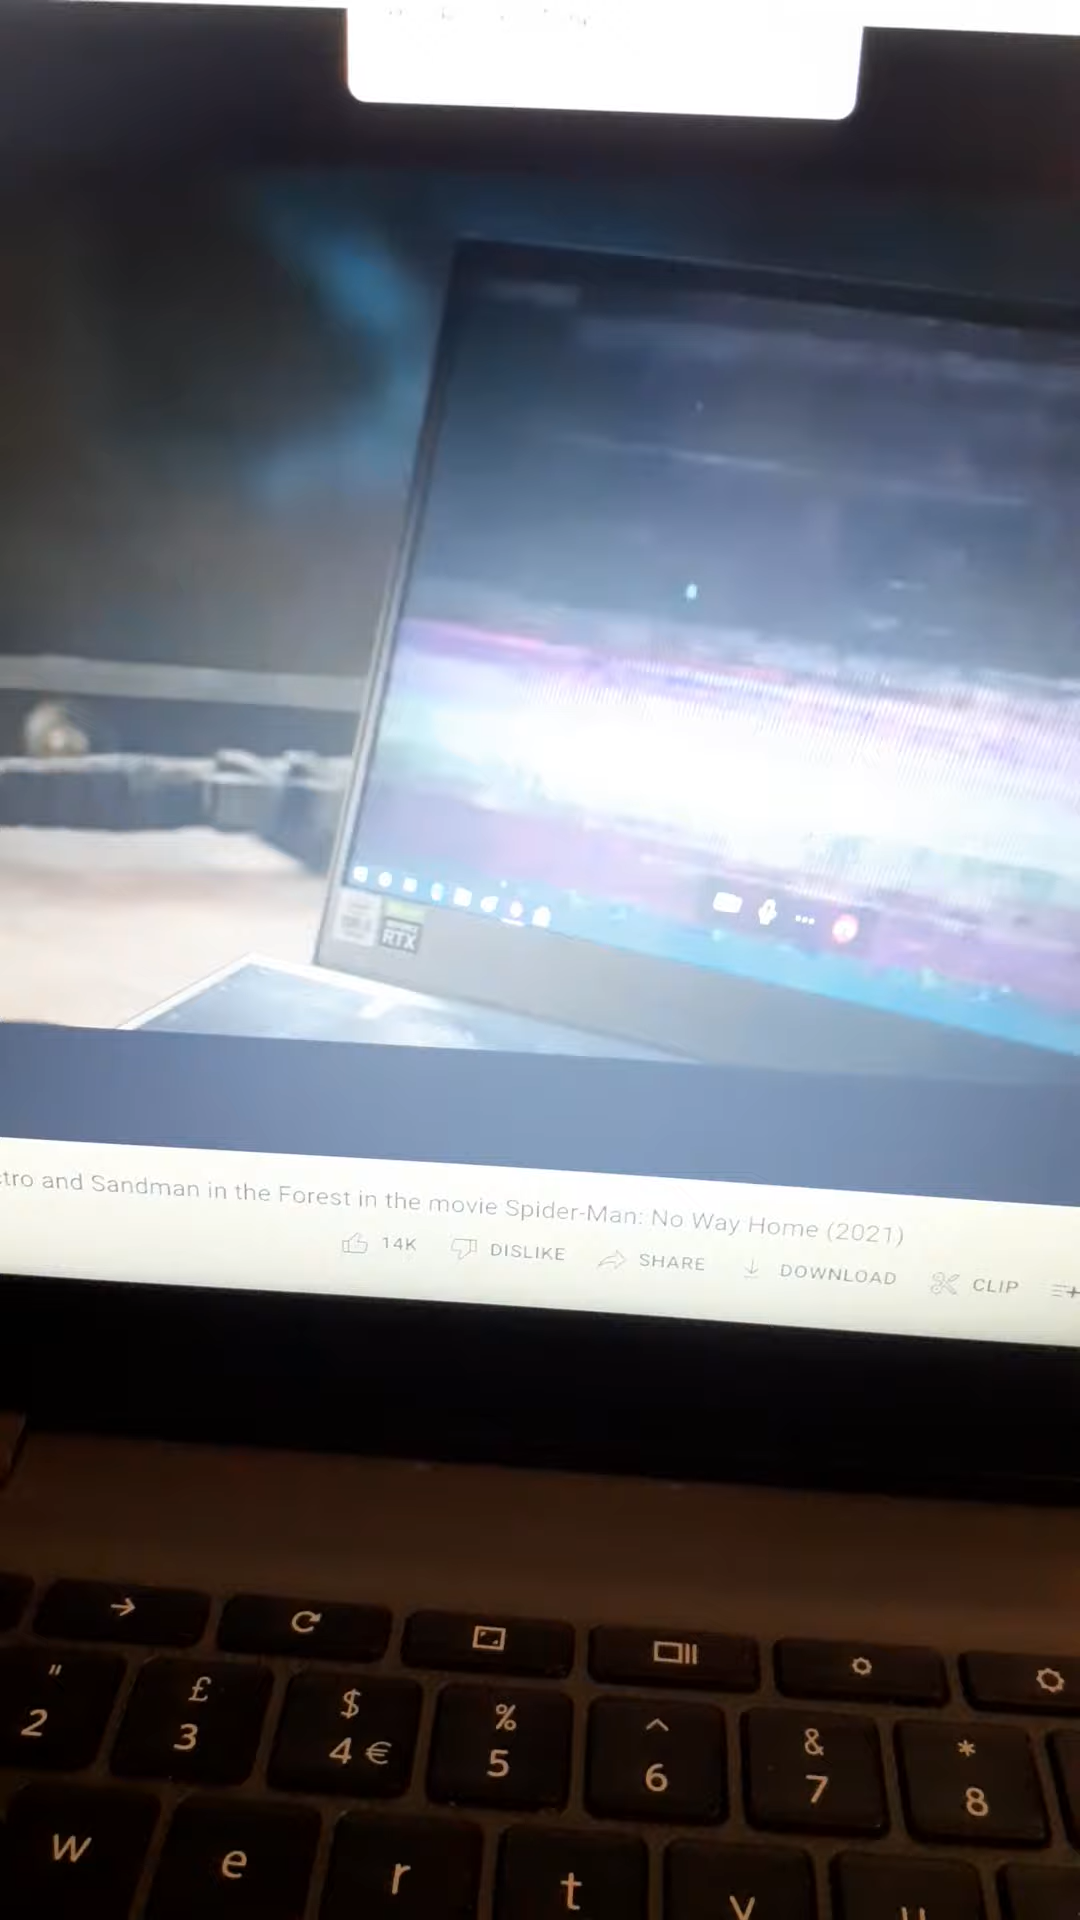 RTX
tro and Sandman in the Forest in the movie Spider-Man: No Way Home (2021)
14K DISLIKE SHARE DOWNLOAD CLIP
" £ $ % ^ & *
2 3 4 € 5 6 7 8
w e r t